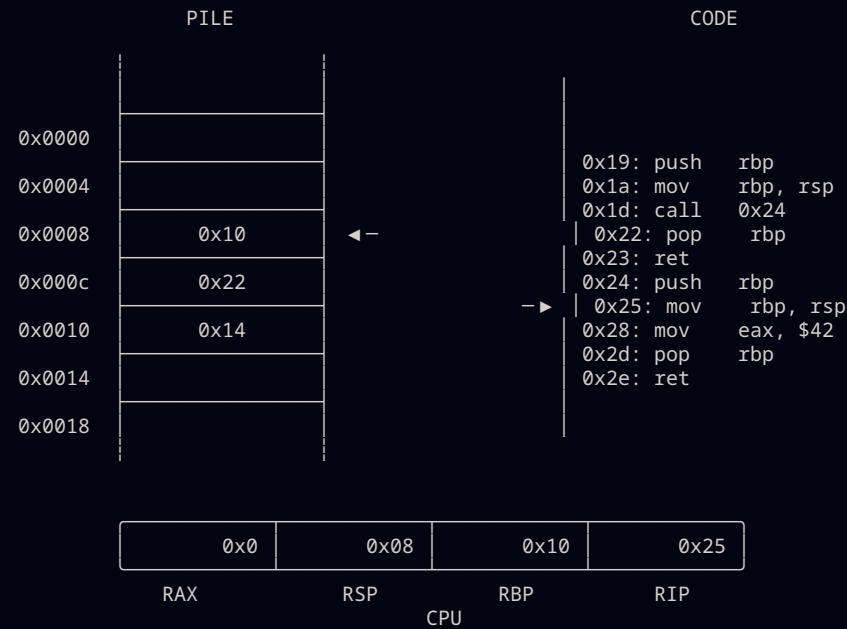 PILE CODE
0x0000
0x19: push rbp
0x0004 0x1a: mov rbp, rsp
0x1d: call 0x24
0x0008 0x10 0x22: pop rbp
0x23: ret
0x000c 0x22 0x24: push rbp
0x25: mov rbp, rsp
0x0010 0x14 0x28: mov eax, $42
0x2d: pop rbp
0x0014 0x2e: ret
0x0018
0x0 0x08 0x10 0x25
RAX RSP RBP RIP
CPU